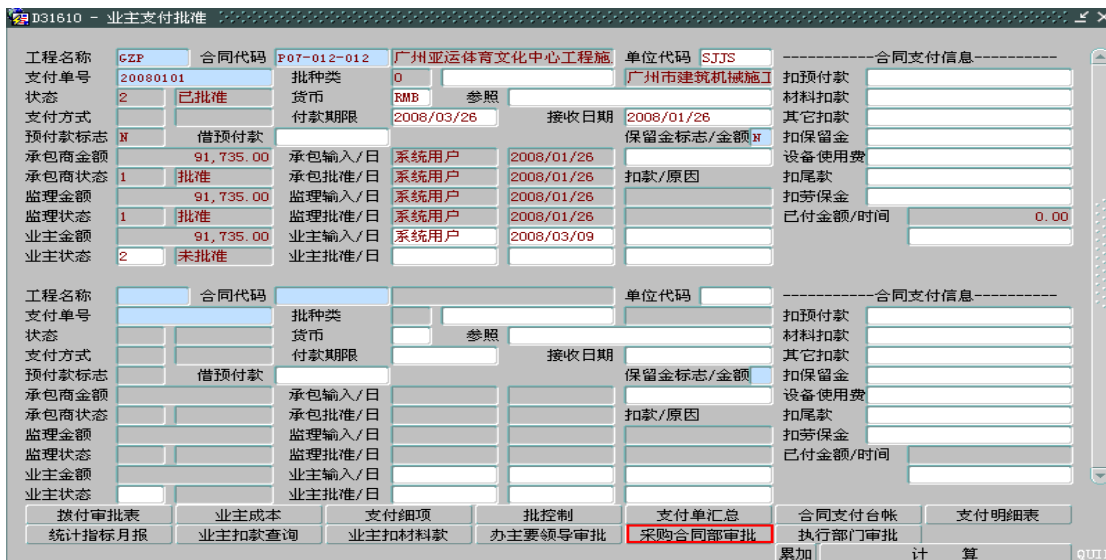 D31610 - 业主支付批准
工程名称 GZP 合同代码 P07-012-012 广州亚运体育文化中心工程施 单位代码 SJJS -----------合同支付信息----------
支付单号 20080101 批种类 0 广州市建筑机械施工 扣预付款
状态 2 已批准 货币 RMB 参照 材料扣款
支付方式 付款期限 2008/03/26 接收日期 2008/01/26 其它扣款
预付款标志 N 借预付款 保留金标志/金额 N 扣保留金
承包商金额 91,735.00 承包输入/日 系统用户 2008/01/26 设备使用费
承包商状态 1 批准 承包批准/日 系统用户 2008/01/26 扣款/原因 扣尾款
监理金额 91,735.00 监理输入/日 系统用户 2008/01/26 扣劳保金
监理状态 1 批准 监理批准/日 系统用户 2008/01/26 已付金额/时间 0.00
业主金额 91,735.00 业主输入/日 系统用户 2008/03/09
业主状态 2 未批准 业主批准/日
工程名称 合同代码 单位代码 -----------合同支付信息----------
支付单号 批种类 扣预付款
状态 货币 参照 材料扣款
支付方式 付款期限 接收日期 其它扣款
预付款标志 借预付款 保留金标志/金额 扣保留金
承包商金额 承包输入/日 设备使用费
承包商状态 承包批准/日 扣款/原因 扣尾款
监理金额 监理输入/日 扣劳保金
监理状态 监理批准/日 已付金额/时间
业主金额 业主输入/日
业主状态 业主批准/日
拨付审批表 业主成本 支付细项 批控制 支付单汇总 合同支付台帐 支付明细表
统计指标月报 业主扣款查询 业主扣材料款 办主要领导审批 采购合同部审批 执行部门审批
累加 计 算 QUIT